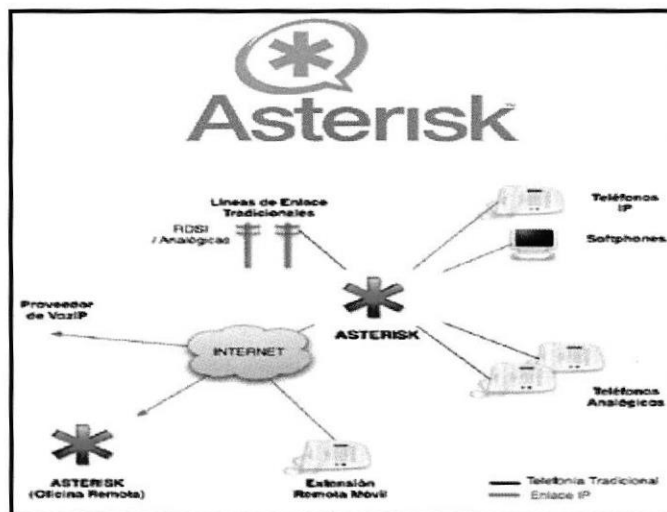 Asterisk™
Líneas de Enlace
Tradicionales
RDSI
/ Analógicas
Teléfonos
IP
Softphones
Proveedor
de VozIP
ASTERISK
INTERNET
Teléfonos
Analógicos
ASTERISK
(Oficina Remota)
Extensión
Remota Móvil
Telefonía Tradicional
Enlace IP